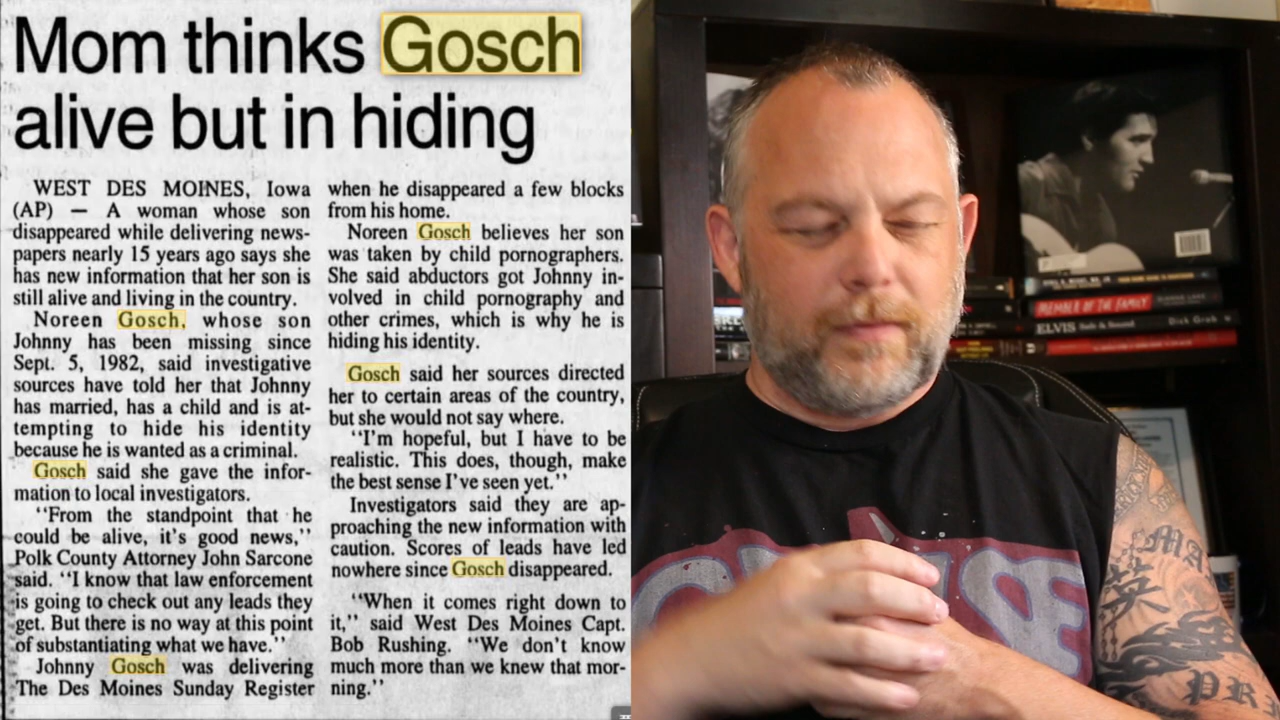 Mom thinks Gosch
alive but in hiding
WEST DES MOINES, Iowa
(AP) — A woman whose son
disappeared while delivering news-
papers nearly 15 years ago says she
has new information that her son is
still alive and living in the country.
Noreen Gosch, whose son
Johnny has been missing since
Sept. 5, 1982, said investigative
sources have told her that Johnny
has married, has a child and is at-
tempting to hide his identity
because he is wanted as a criminal.
Gosch said she gave the infor-
mation to local investigators.
“From the standpoint that he
could be alive, it’s good news,”
Polk County Attorney John Sarcone
said. “I know that law enforcement
is going to check out any leads they
get. But there is no way at this point
of substantiating what we have.”
Johnny Gosch was delivering
The Des Moines Sunday Register
when he disappeared a few blocks
from his home.
Noreen Gosch believes her son
was taken by child pornographers.
She said abductors got Johnny in-
volved in child pornography and
other crimes, which is why he is
hiding his identity.
Gosch said her sources directed
her to certain areas of the country,
but she would not say where.
“I’m hopeful, but I have to be
realistic. This does, though, make
the best sense I’ve seen yet.”
Investigators said they are ap-
proaching the new information with
caution. Scores of leads have led
nowhere since Gosch disappeared.
“When it comes right down to
it,” said West Des Moines Capt.
Bob Rushing. “We don’t know
much more than we knew that mor-
ning.”
MEMBER OF THE FAMILY
ELVIS
MA
英
PR